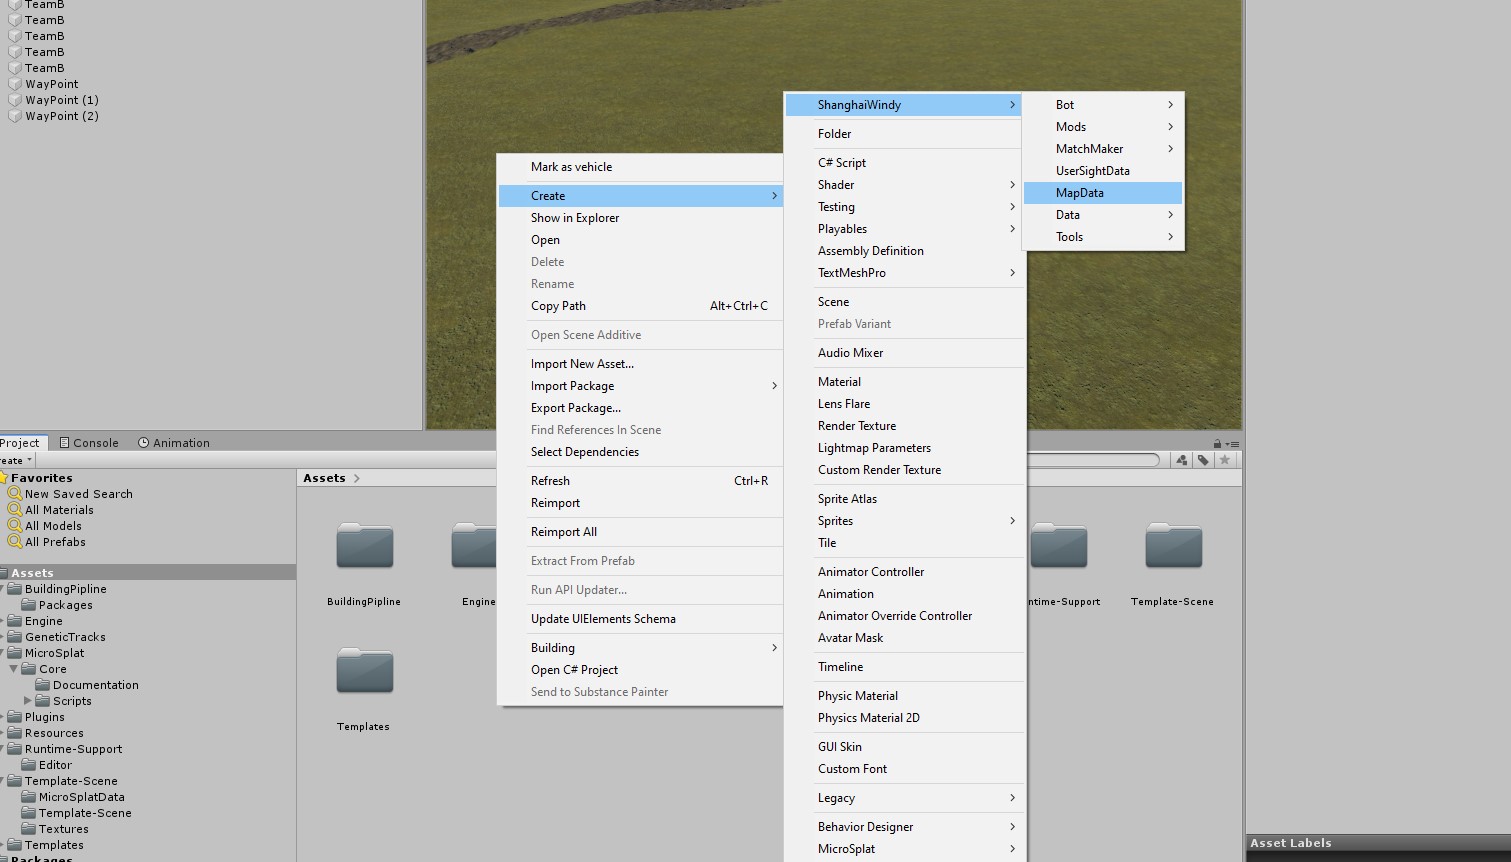 TeamB
TeamB
TeamB
TeamB
TeamB
WayPoint
WayPoint (1)
WayPoint (2)
Mark as vehicle
Create
Show in Explorer
Open
Delete
Rename
Copy Path Alt+Ctrl+C
Open Scene Additive
Import New Asset...
Import Package
Export Package...
Find References In Scene
Select Dependencies
Refresh Ctrl+R
Reimport
Reimport All
Extract From Prefab
Run API Updater...
Update UIElements Schema
Building
Open C# Project
Send to Substance Painter
ShanghaiWindy
Folder
C# Script
Shader
Testing
Playables
Assembly Definition
TextMeshPro
Scene
Prefab Variant
Audio Mixer
Material
Lens Flare
Render Texture
Lightmap Parameters
Custom Render Texture
Sprite Atlas
Sprites
Tile
Animator Controller
Animation
Animator Override Controller
Avatar Mask
Timeline
Physic Material
Physics Material 2D
GUI Skin
Custom Font
Legacy
Behavior Designer
MicroSplat
Bot
Mods
MatchMaker
UserSightData
MapData
Data
Tools
Project Console Animation
eate
Favorites
New Saved Search
All Materials
All Models
All Prefabs
Assets
BuildingPipline
Packages
Engine
GeneticTracks
MicroSplat
Core
Documentation
Scripts
Plugins
Resources
Runtime-Support
Editor
Template-Scene
MicroSplatData
Template-Scene
Textures
Templates
Packages
Assets
BuildingPipline
Engine
ntime-Support
Template-Scene
Templates
Asset Labels